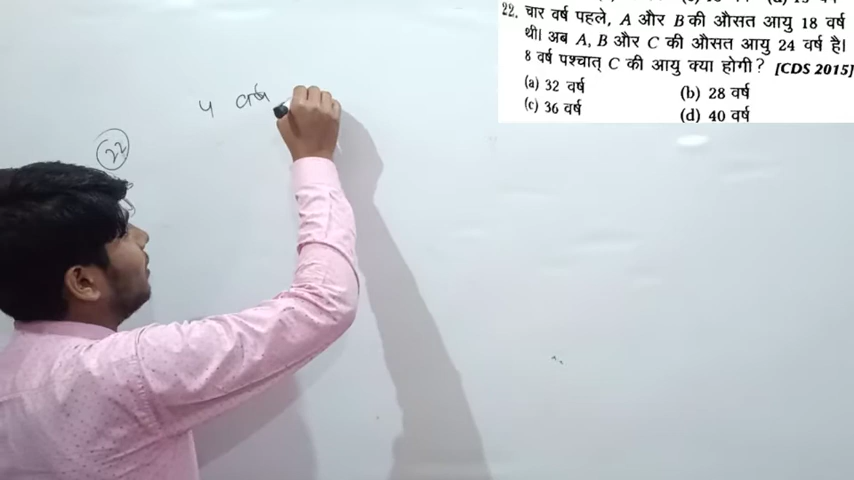 22. चार वर्ष पहले, A और B की औसत आयु 18 वर्ष
थी। अब A, B और C की औसत आयु 24 वर्ष है।
8 वर्ष पश्चात् C की आयु क्या होगी? [CDS 2015]
(a) 32 वर्ष (b) 28 वर्ष
(c) 36 वर्ष (d) 40 वर्ष
22
4 वर्ष